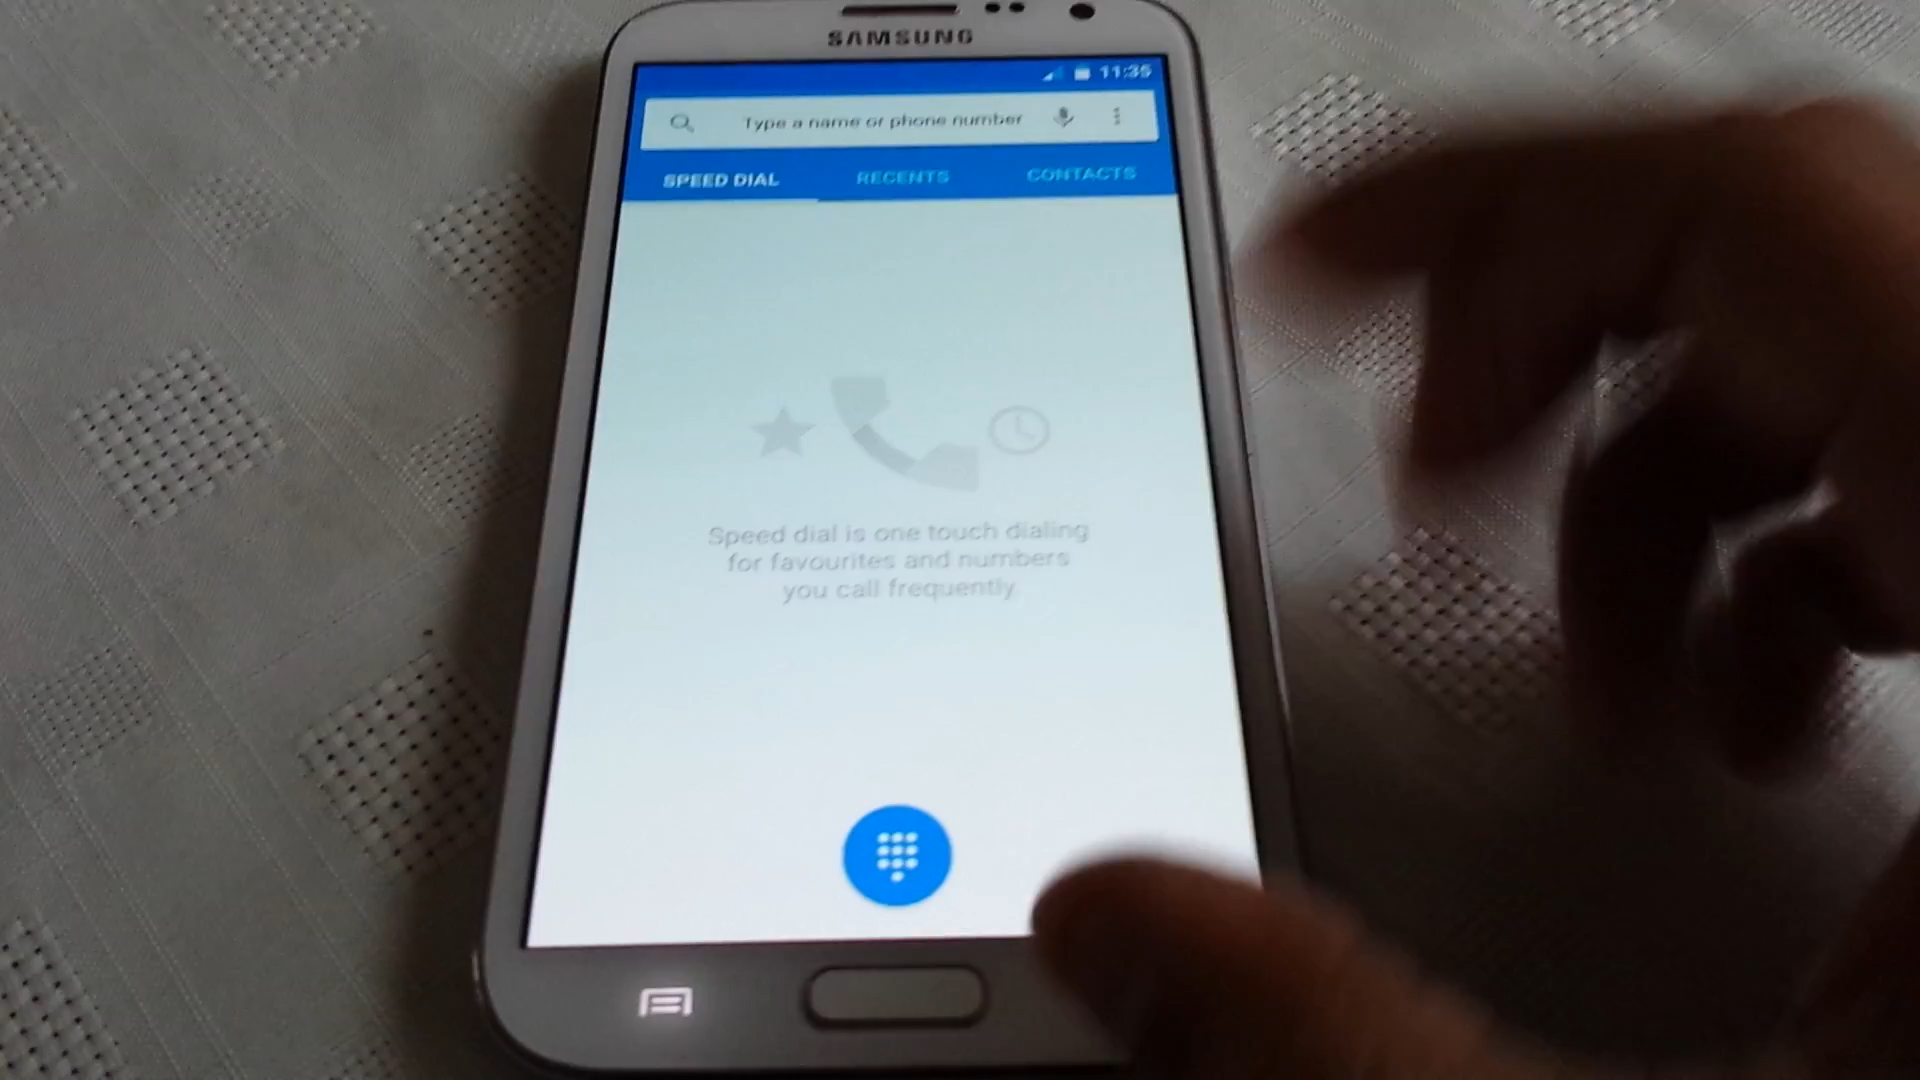 SAMSUNG
11:35
Type a name or phone number
SPEED DIAL RECENTS CONTACTS
Speed dial is one touch dialing
for favourites and numbers
you call frequently